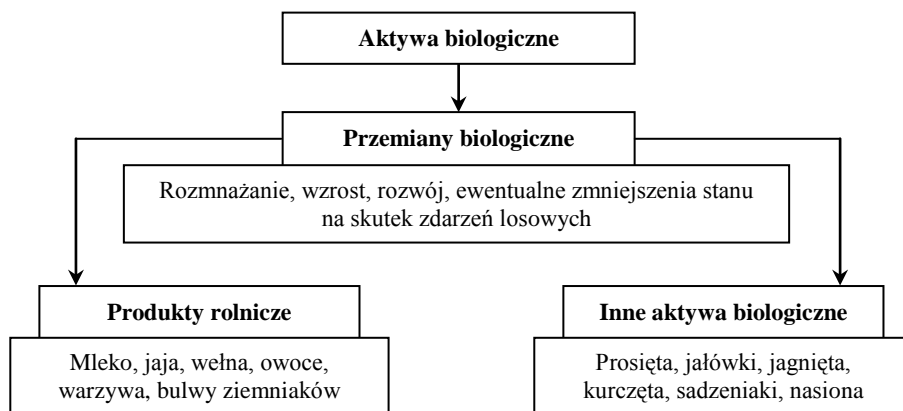 Aktywa biologiczne
Przemiany biologiczne
Rozmnażanie, wzrost, rozwój, ewentualne zmniejszenia stanu
na skutek zdarzeń losowych
Produkty rolnicze
Mleko, jaja, wełna, owoce,
warzywa, bulwy ziemniaków
Inne aktywa biologiczne
Prosięta, jałówki, jagnięta,
kurczęta, sadzeniaki, nasiona